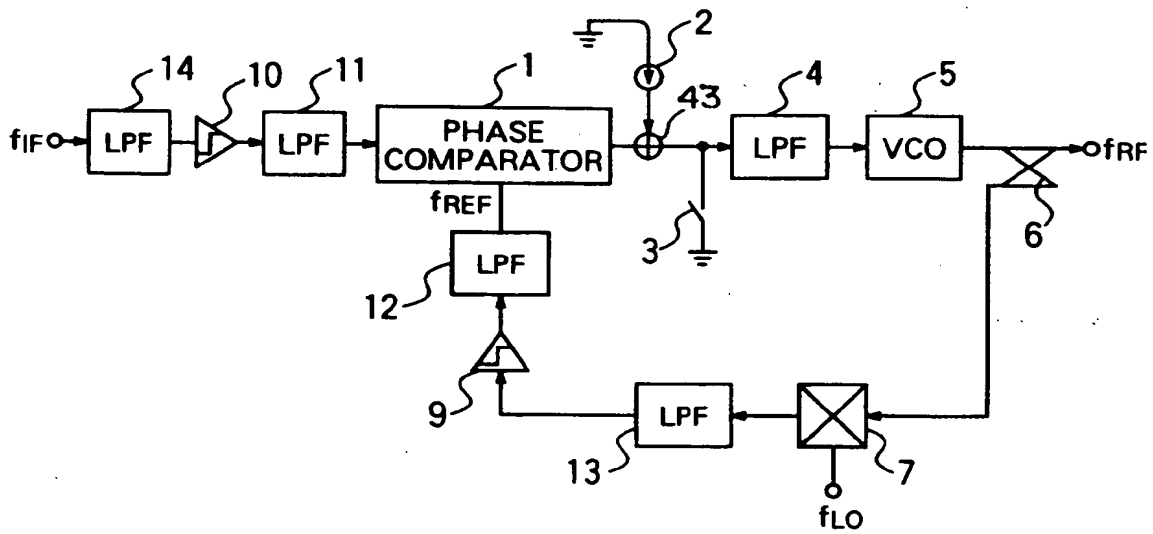 14
10
11
1
2
43
4
5
fIF
LPF
LPF
PHASE
COMPARATOR
LPF
VCO
fRF
fREF
3
6
LPF
12
9
LPF
13
7
fLO